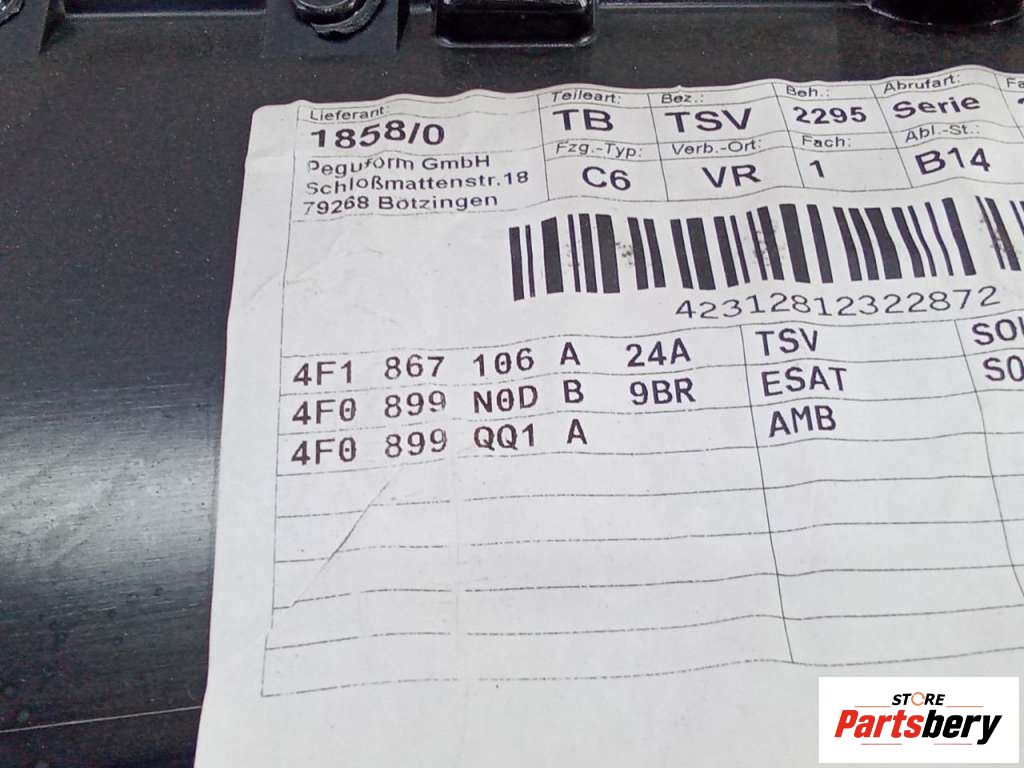 Lieferant:
1858/0
Peguform GmbH
Schloßmattenstr.18
79268 Bötzingen
Teileart: Bez.: Beh.: Abrufart: Fa
TB TSV 2295 Serie
Fzg.-Typ: Verb.-Ort: Fach: Abl.-St.:
C6 VR 1 B14
42312812322872
4F1 867 106 A 24A TSV
4F0 899 N0D B 9BR ESAT
4F0 899 QQ1 A AMB
STORE
Partsbery